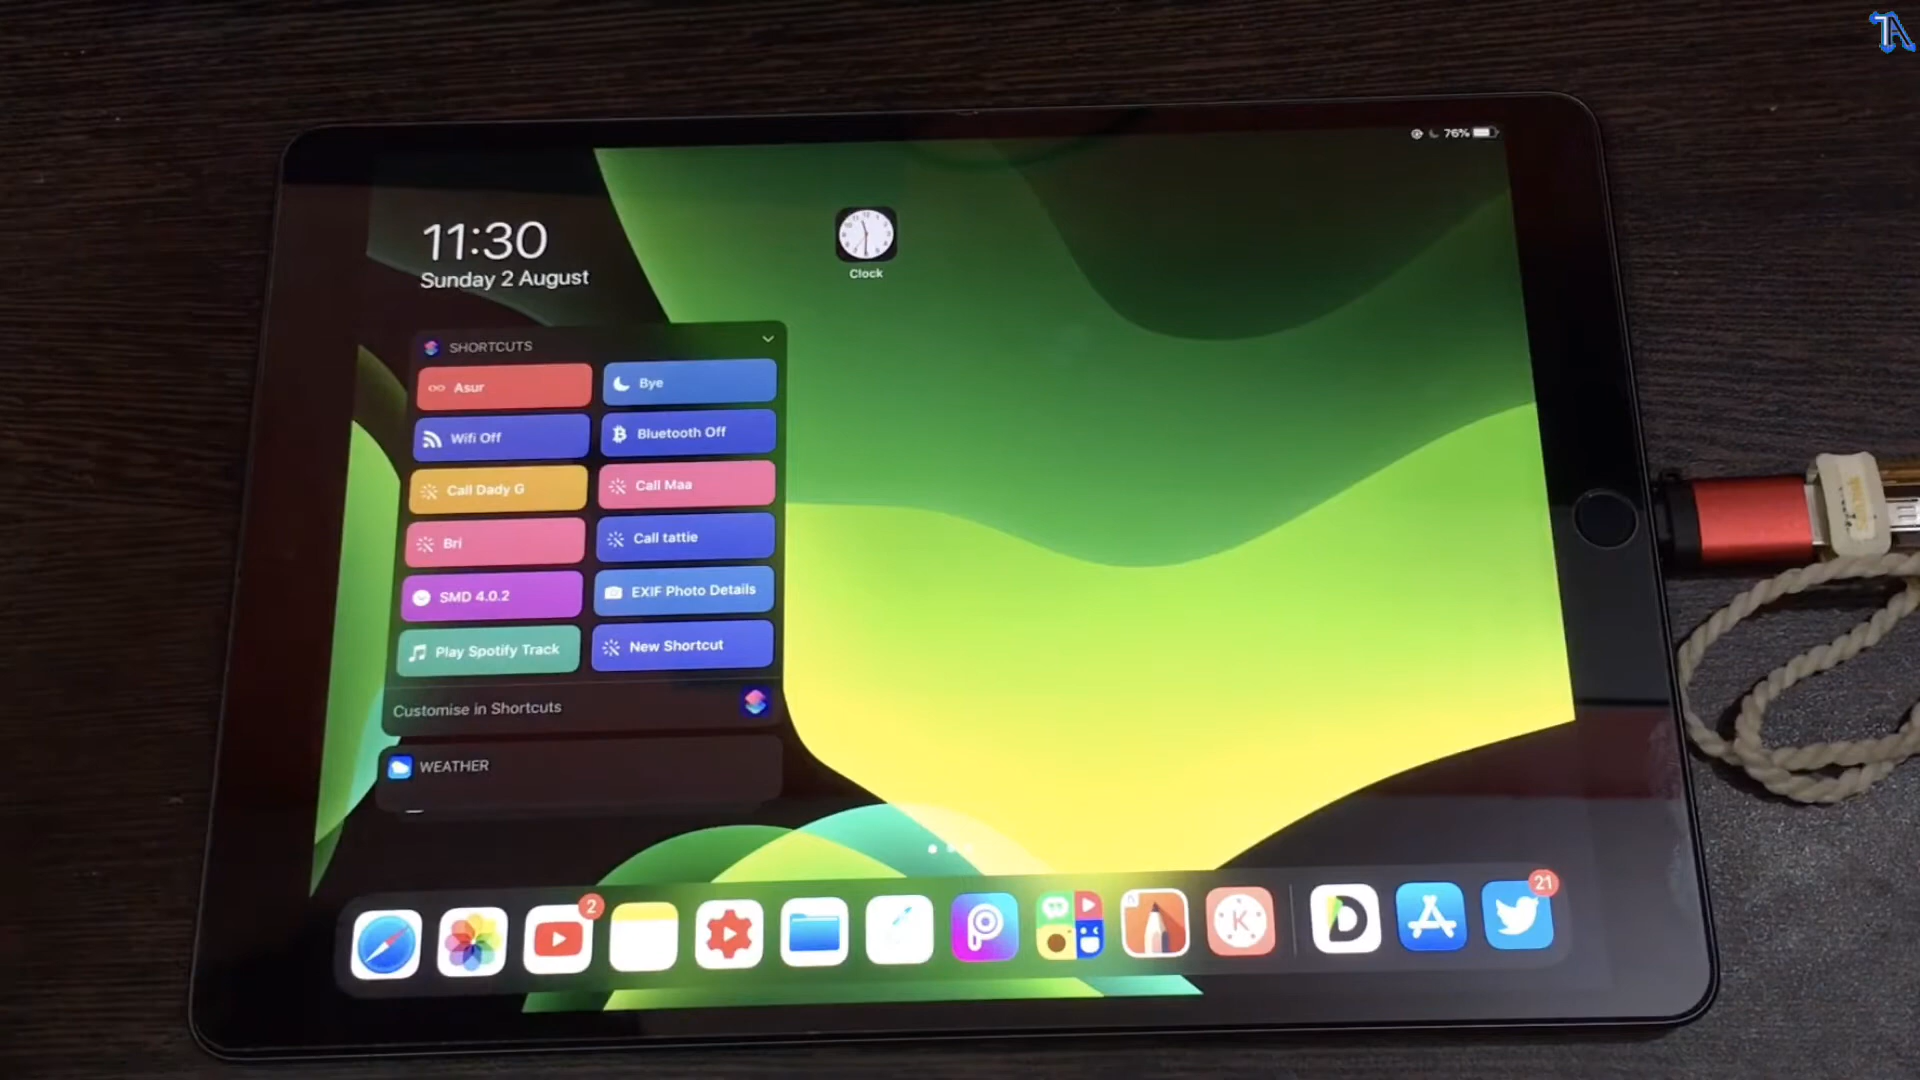 76%
11:30
Sunday 2 August
Clock
SHORTCUTS
Asur
Bye
Wifi Off
Bluetooth Off
Call Dady G
Call Maa
Bri
Call tattie
SMD 4.0.2
EXIF Photo Details
Play Spotify Track
New Shortcut
Customise in Shortcuts
WEATHER
2
21